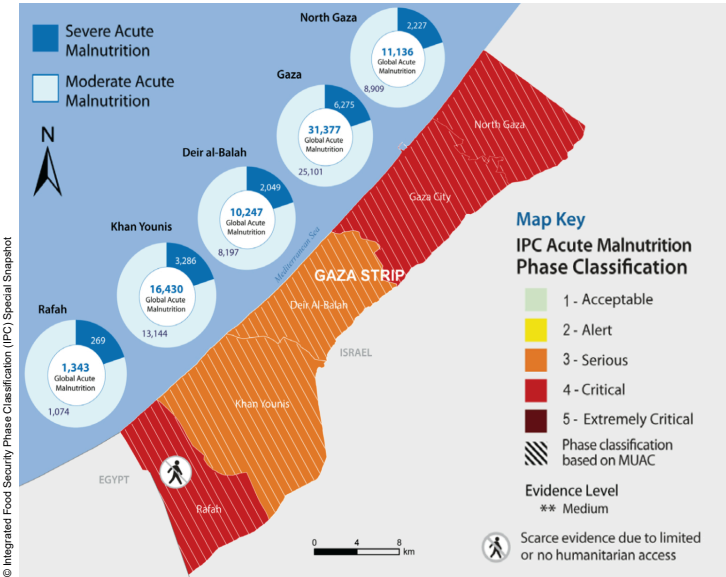 Severe Acute
Malnutrition
Moderate Acute
Malnutrition
N
North Gaza
2,227
11,136
Global Acute
Malnutrition
8,909
Gaza
6,275
31,377
Global Acute
Malnutrition
25,101
Deir al-Balah
2,049
10,247
Global Acute
Malnutrition
8,197
Khan Younis
3,286
16,430
Global Acute
Malnutrition
13,144
Rafah
269
1,343
Global Acute
Malnutrition
1,074
Mediterranean Sea
North Gaza
Gaza City
GAZA STRIP
Deir Al-Balah
ISRAEL
Khan Younis
EGYPT
Rafah
0 4 8
km
Map Key
IPC Acute Malnutrition
Phase Classification
1 - Acceptable
2 - Alert
3 - Serious
4 - Critical
5 - Extremely Critical
Phase classification
based on MUAC
Evidence Level
** Medium
Scarce evidence due to limited
or no humanitarian access
© Integrated Food Security Phase Classification (IPC) Special Snapshot